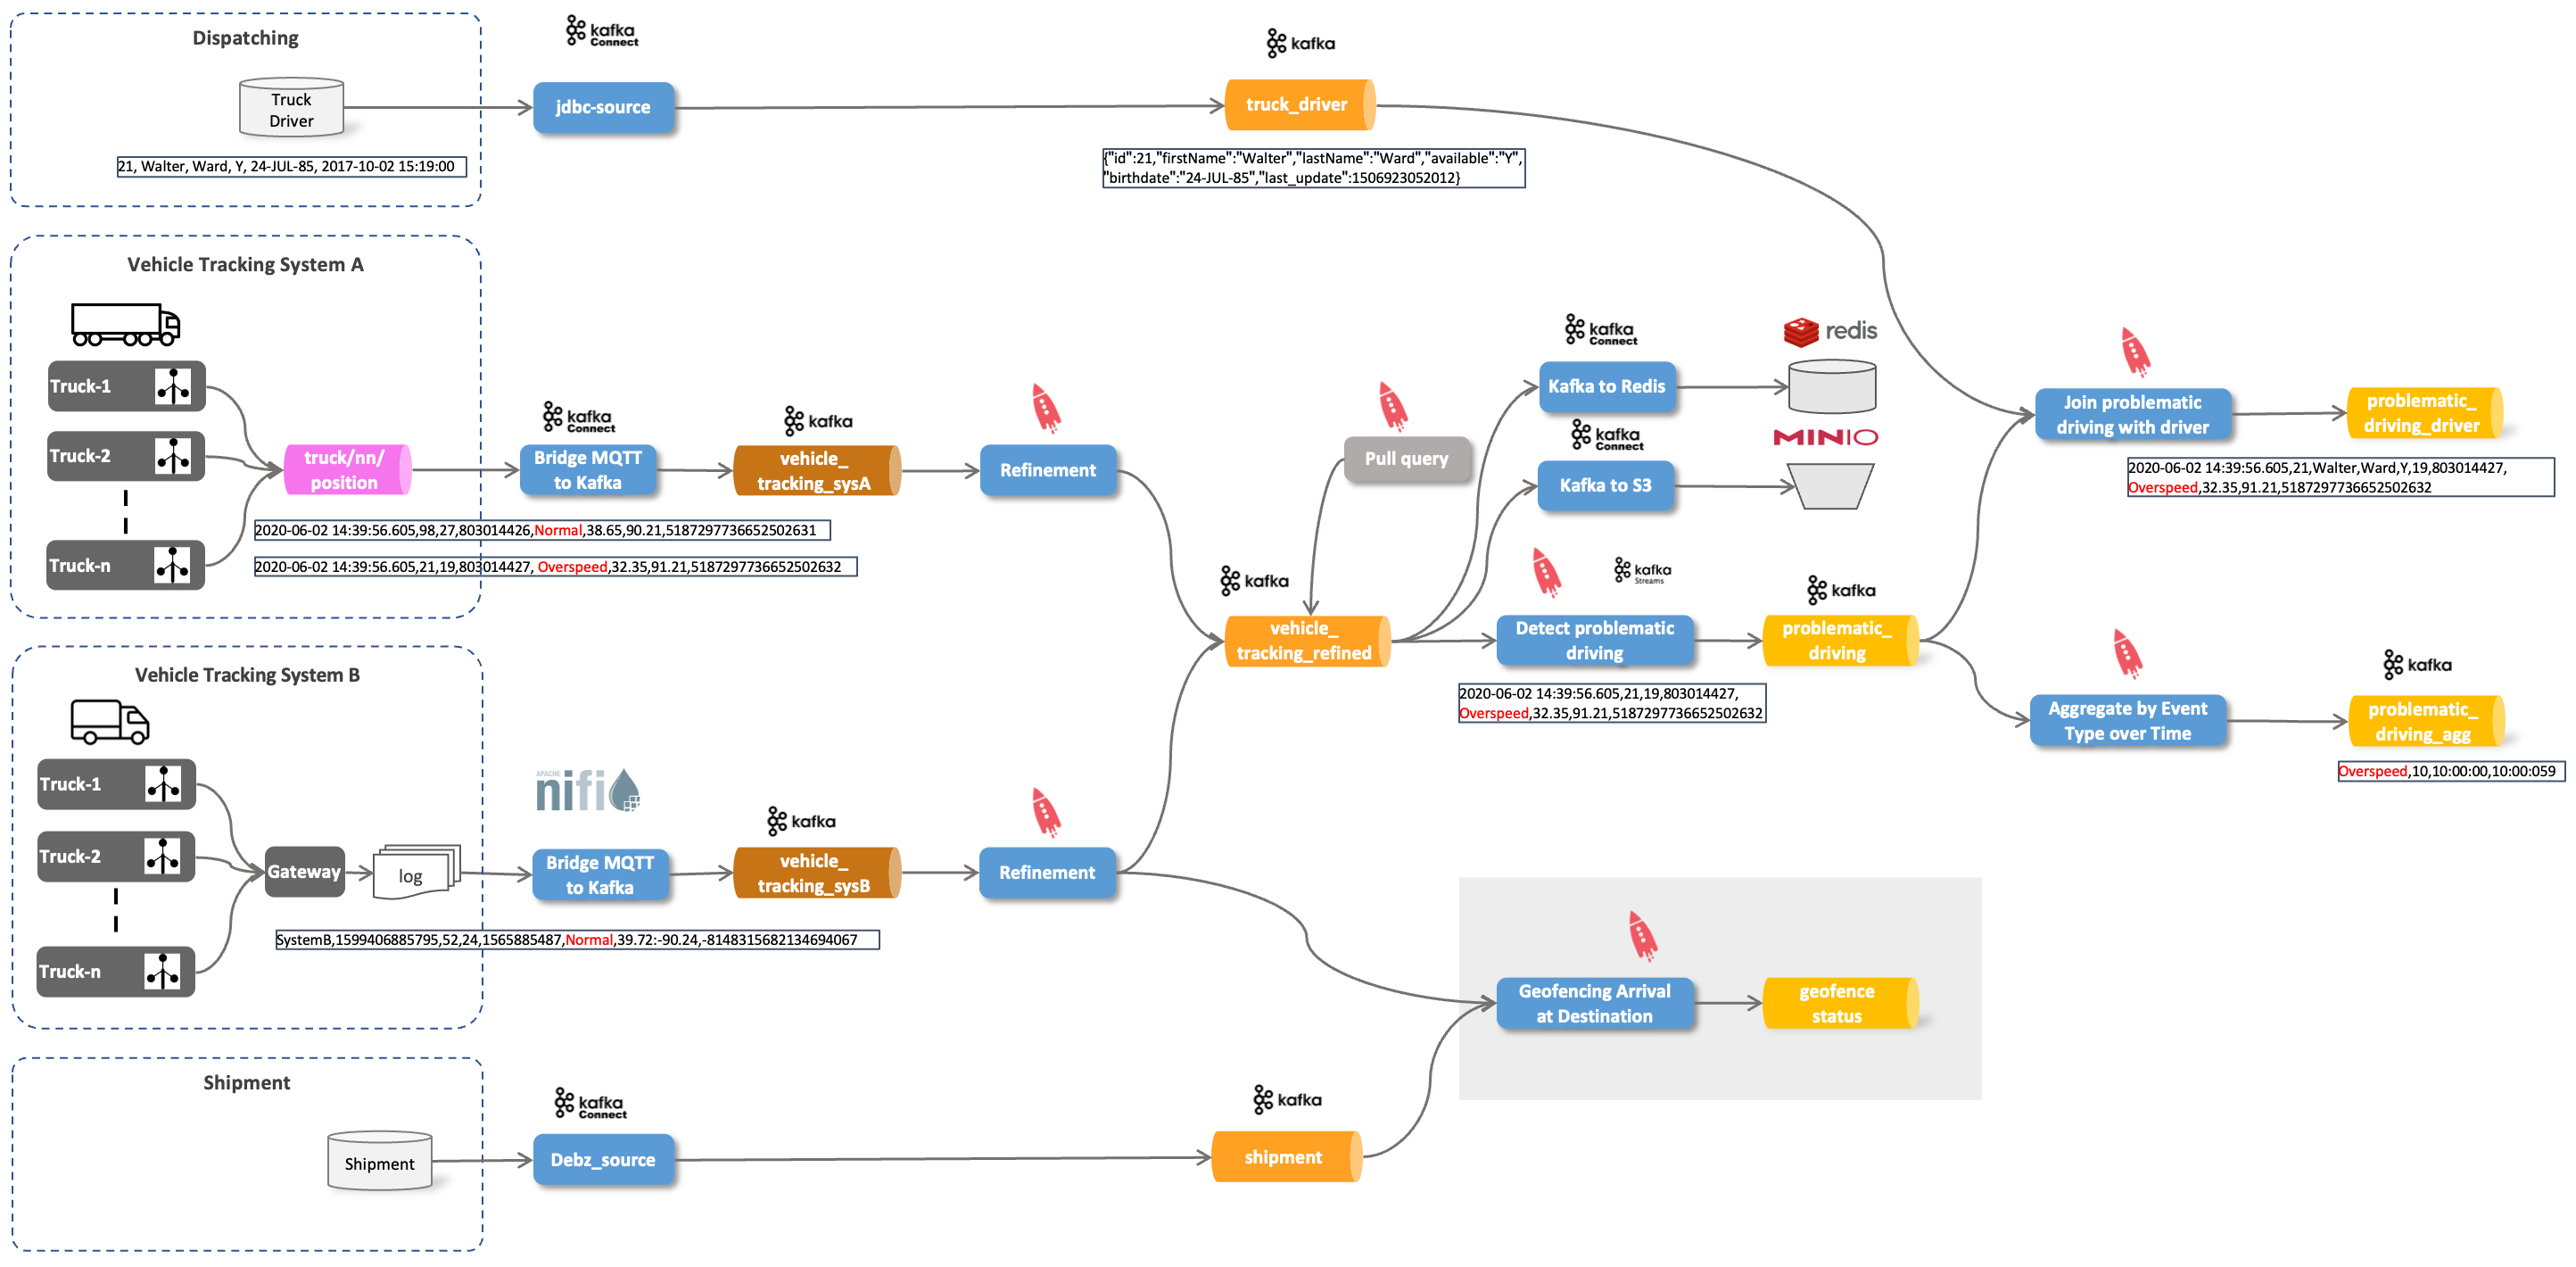 Dispatching
Truck
Driver
21, Walter, Ward, Y, 24-JUL-85, 2017-10-02 15:19:00
kafka
Connect
jdbc-source
kafka
truck_driver
{"id":21,"firstName":"Walter","lastName":"Ward","available":"Y",
"birthdate":"24-JUL-85","last_update":1506923052012}
Vehicle Tracking System A
Truck-1
Truck-2
Truck-n
truck/nn/
position
kafka
Connect
Bridge MQTT
to Kafka
kafka
vehicle_
tracking_sysA
Refinement
2020-06-02 14:39:56.605,98,27,803014426,Normal,38.65,90.21,5187297736652502631
2020-06-02 14:39:56.605,21,19,803014427, Overspeed,32.35,91.21,5187297736652502632
Pull query
kafka
Connect
Kafka to Redis
redis
kafka
Connect
Kafka to S3
MINIO
Join problematic
driving with driver
problematic_
driving_driver
2020-06-02 14:39:56.605,21,Walter,Ward,Y,19,803014427,
Overspeed,32.35,91.21,5187297736652502632
kafka
vehicle_
tracking_refined
kafka
Streams
Detect problematic
driving
kafka
problematic_
driving
2020-06-02 14:39:56.605,21,19,803014427,
Overspeed,32.35,91.21,5187297736652502632
Aggregate by Event
Type over Time
kafka
problematic_
driving_agg
Overspeed,10,10:00:00,10:00:059
Vehicle Tracking System B
Truck-1
Truck-2
Truck-n
Gateway
log
APACHE
nifi
Bridge MQTT
to Kafka
kafka
vehicle_
tracking_sysB
Refinement
SystemB,1599406885795,52,24,1565885487,Normal,39.72:-90.24,-8148315682134694067
Geofencing Arrival
at Destination
geofence
status
Shipment
Shipment
kafka
Connect
Debz_source
kafka
shipment